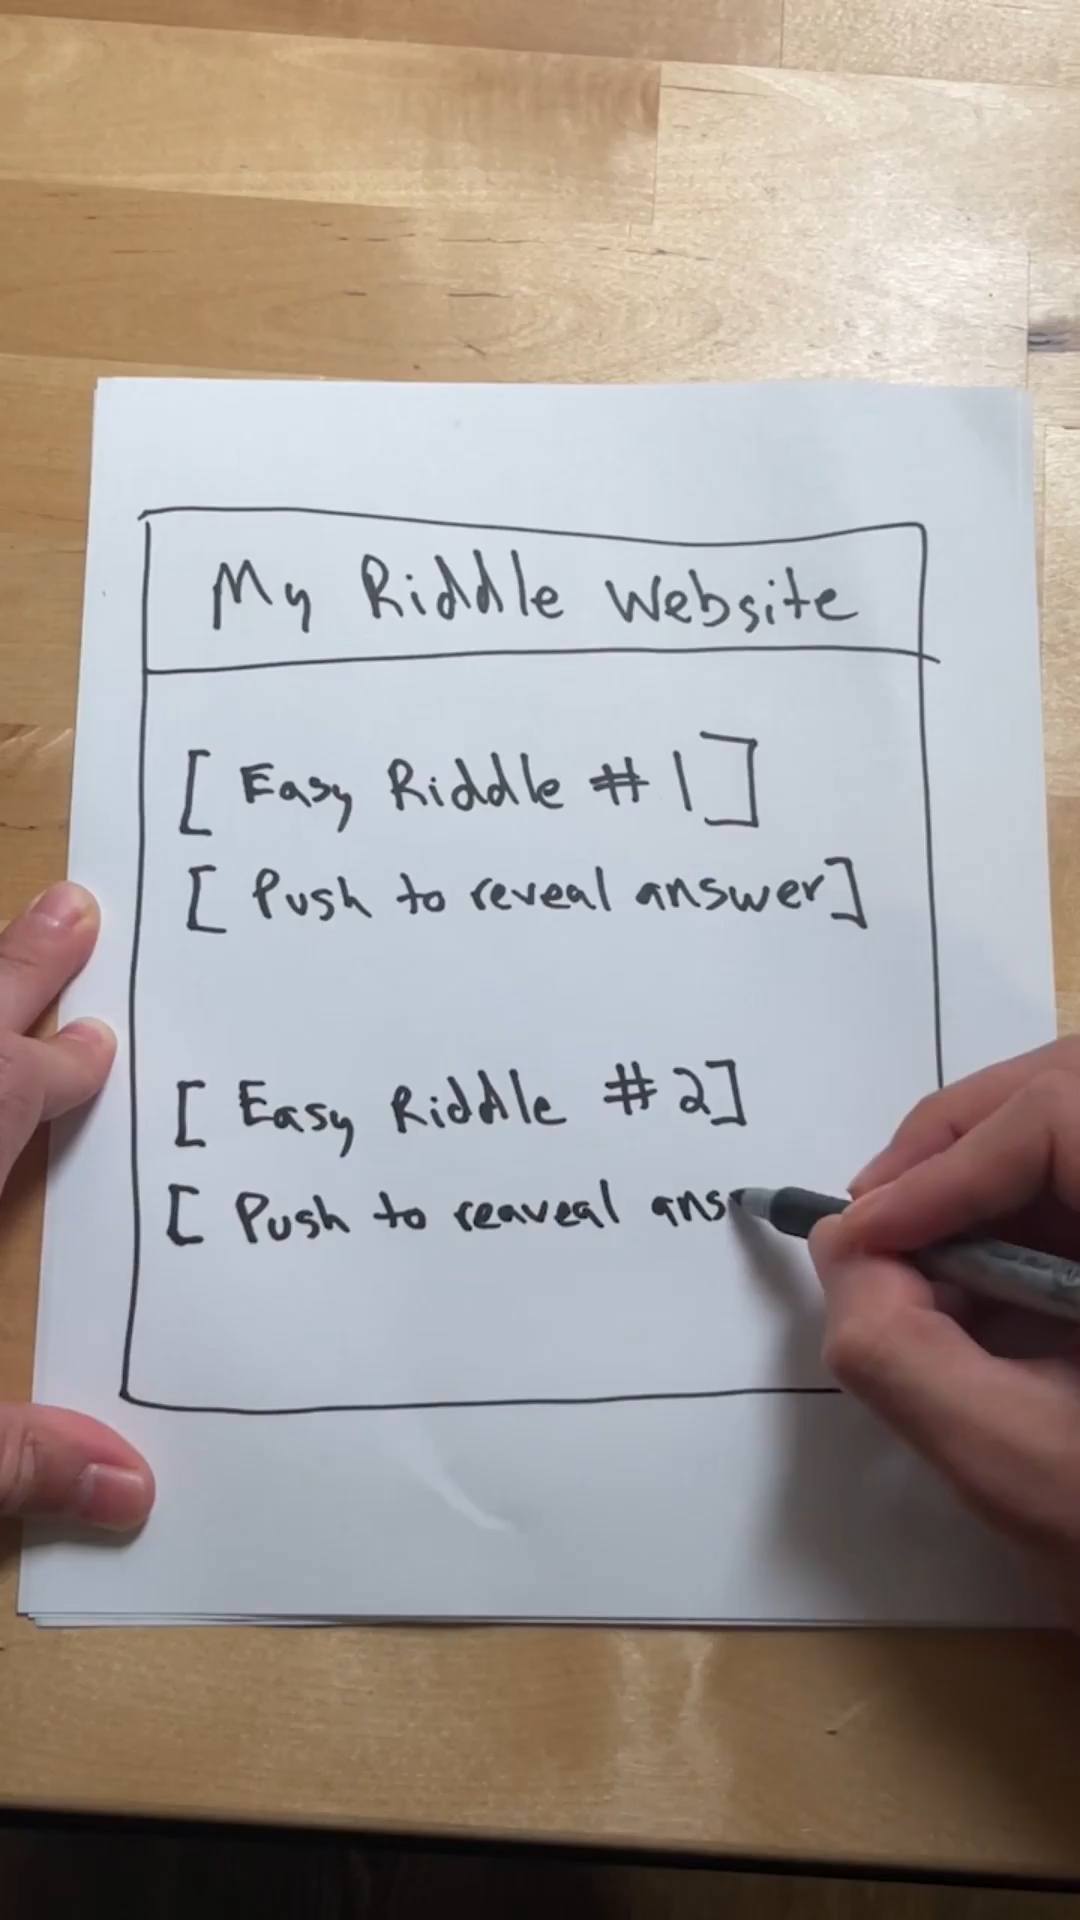 My Riddle Website
[ Easy Riddle # 1 ]
[ Push to reveal answer ]
[ Easy Riddle # 2 ]
[ Push to reaveal ans